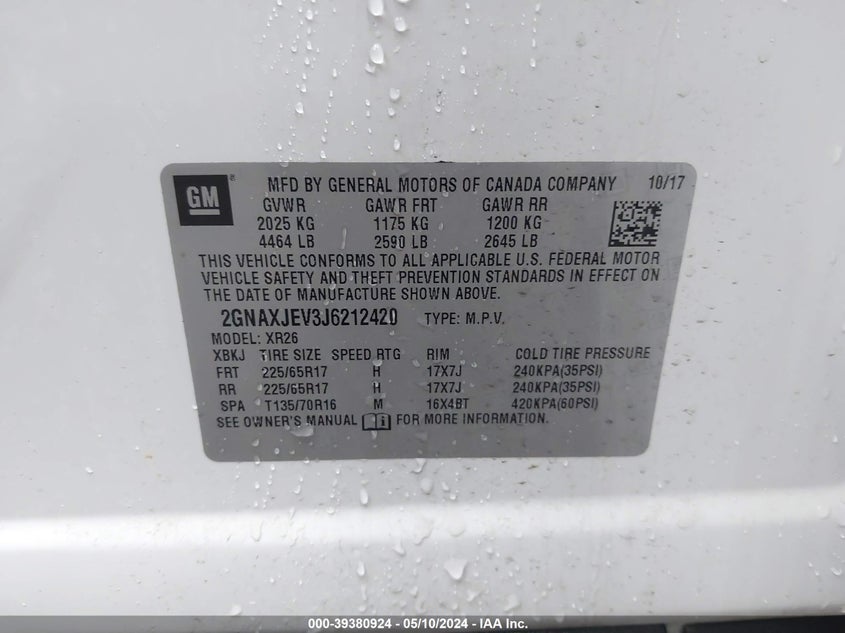 GM
MFD BY GENERAL MOTORS OF CANADA COMPANY 10/17
GVWR GAWR FRT GAWR RR
2025 KG 1175 KG 1200 KG
4464 LB 2590 LB 2645 LB
THIS VEHICLE CONFORMS TO ALL APPLICABLE U.S. FEDERAL MOTOR
VEHICLE SAFETY AND THEFT PREVENTION STANDARDS IN EFFECT ON
THE DATE OF MANUFACTURE SHOWN ABOVE.
2GNAXJEV3J6212420 TYPE: M.P.V.
MODEL: XR26
XBKJ TIRE SIZE SPEED RTG RIM COLD TIRE PRESSURE
FRT 225/65R17 H 17X7J 240KPA(35PSI)
RR 225/65R17 H 17X7J 240KPA(35PSI)
SPA T135/70R16 M 16X4BT 420KPA(60PSI)
SEE OWNER'S MANUAL FOR MORE INFORMATION.
000-39380924 - 05/10/2024 - IAA Inc.